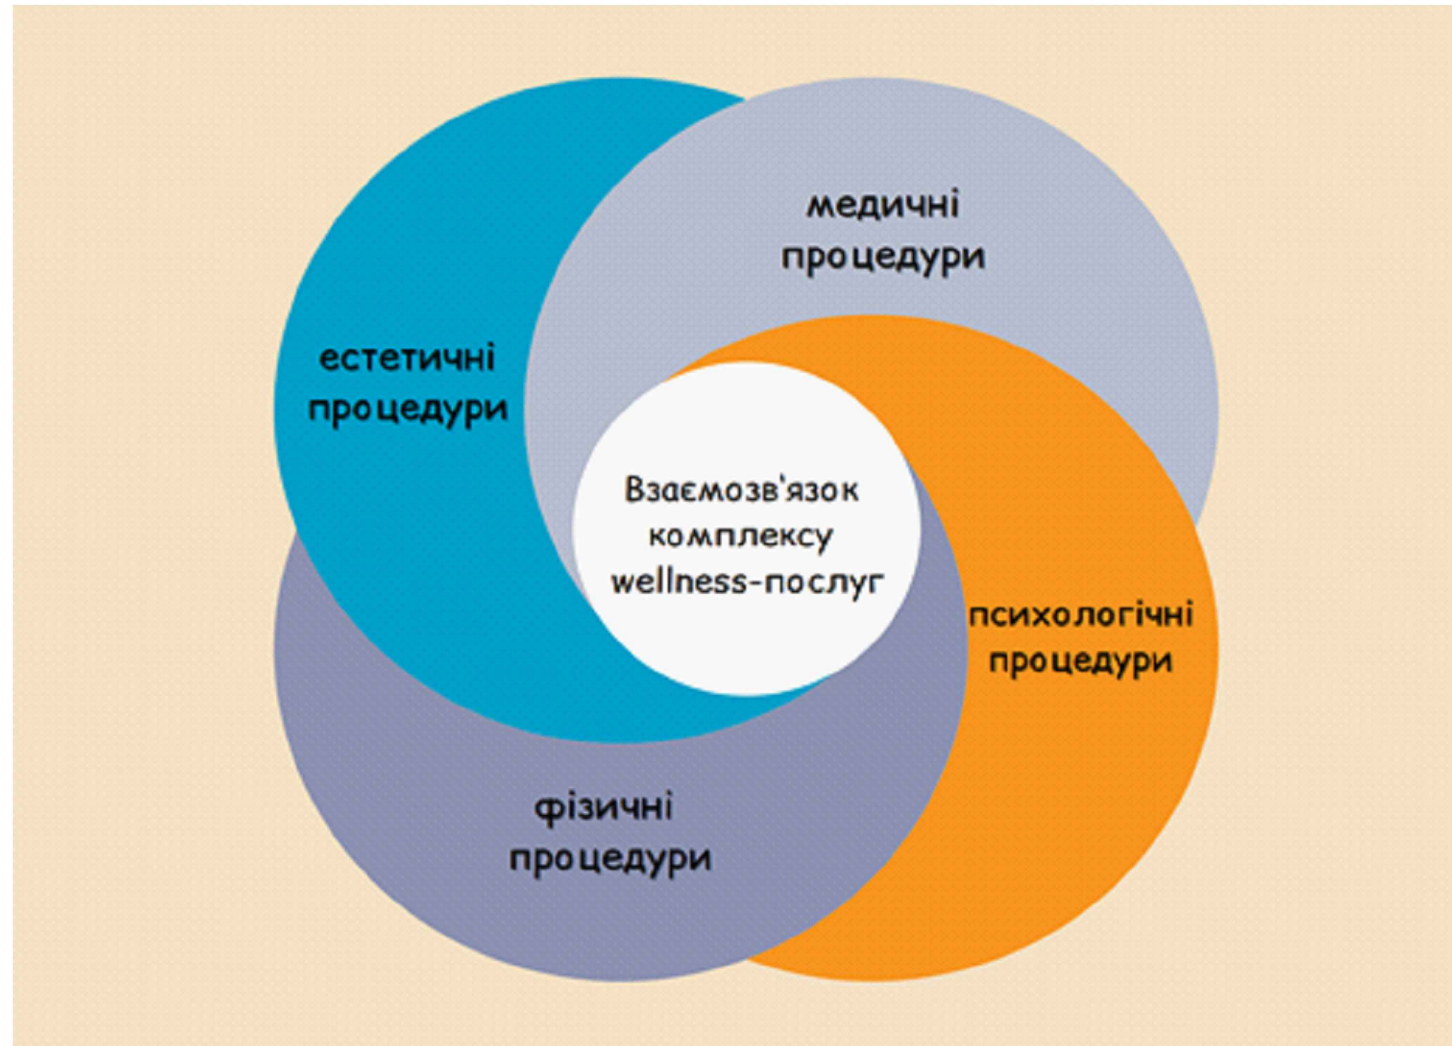 медичні
процедури
естетичні
процедури
Взаємозв'язок
комплексу
wellness-послуг
психологічні
процедури
фізичні
процедури